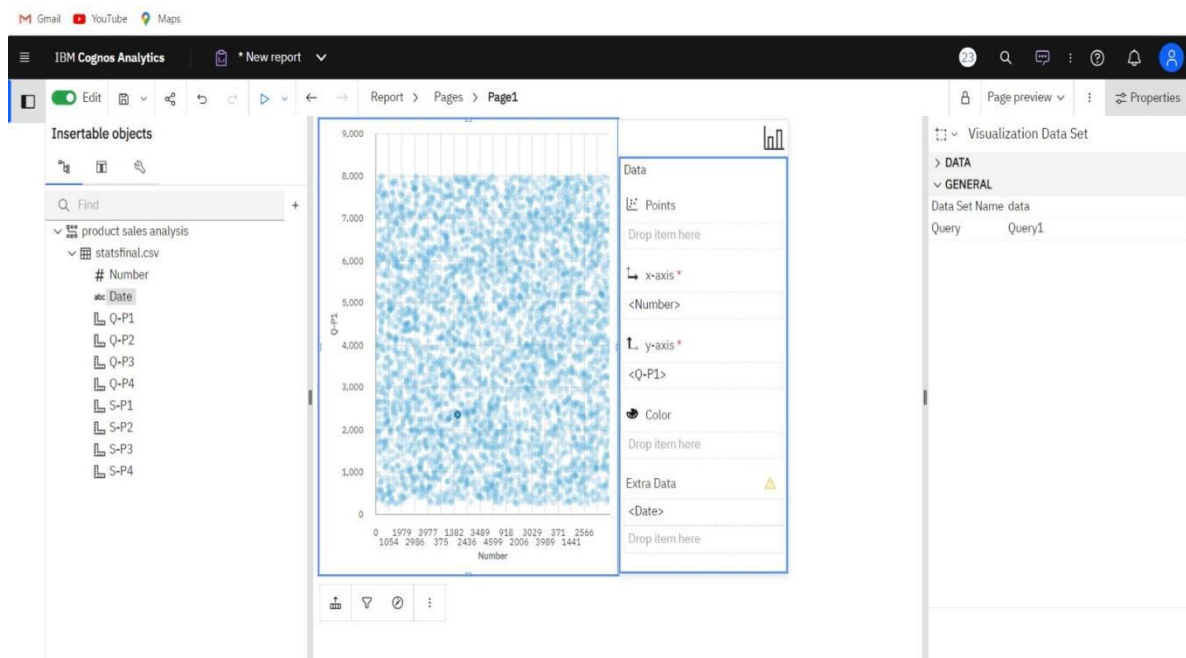 Gmail YouTube Maps
IBM Cognos Analytics * New report 23
Edit Report > Pages > Page1 Page preview Properties
Insertable objects
Find
product sales analysis
statsfinal.csv
# Number
abc Date
Q-P1
Q-P2
Q-P3
Q-P4
S-P1
S-P2
S-P3
S-P4
9,000
8,000
7,000
6,000
5,000
4,000
3,000
2,000
1,000
0
Q-P1
0 1979 3977 1382 3489 918 3029 371 2566
1054 2986 375 2436 4599 2006 3989 1441
Number
Data
Points
Drop item here
x-axis *
<Number>
y-axis *
<Q-P1>
Color
Drop item here
Extra Data
<Date>
Drop item here
Visualization Data Set
> DATA
GENERAL
Data Set Name data
Query Query1